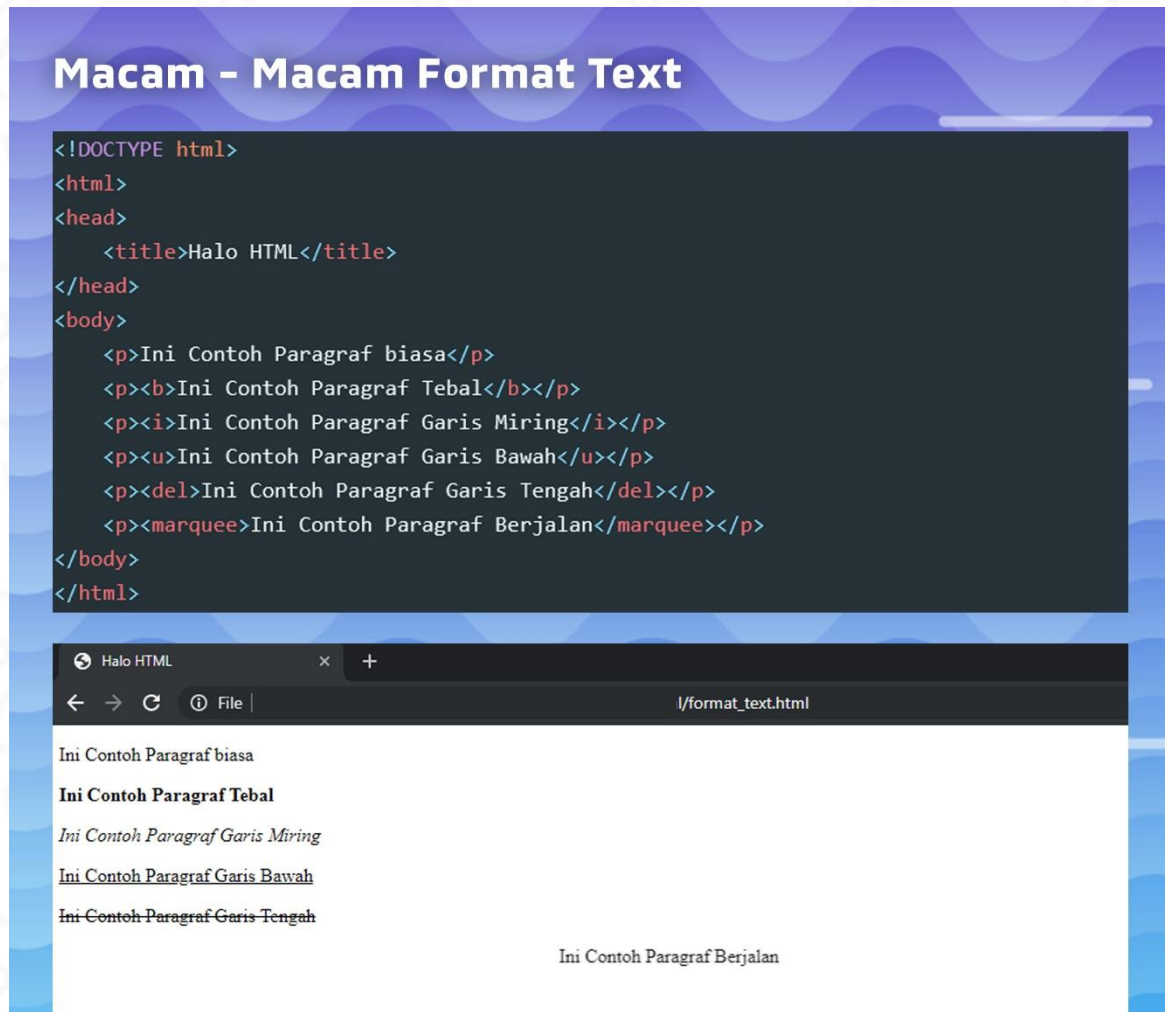 Macam - Macam Format Text
<!DOCTYPE html>
<html>
<head>
    <title>Halo HTML</title>
</head>
<body>
    <p>Ini Contoh Paragraf biasa</p>
    <p><b>Ini Contoh Paragraf Tebal</b></p>
    <p><i>Ini Contoh Paragraf Garis Miring</i></p>
    <p><u>Ini Contoh Paragraf Garis Bawah</u></p>
    <p><del>Ini Contoh Paragraf Garis Tengah</del></p>
    <p><marquee>Ini Contoh Paragraf Berjalan</marquee></p>
</body>
</html>
Halo HTML
File l/format_text.html
Ini Contoh Paragraf biasa
Ini Contoh Paragraf Tebal
Ini Contoh Paragraf Garis Miring
Ini Contoh Paragraf Garis Bawah
Ini Contoh Paragraf Garis Tengah
Ini Contoh Paragraf Berjalan